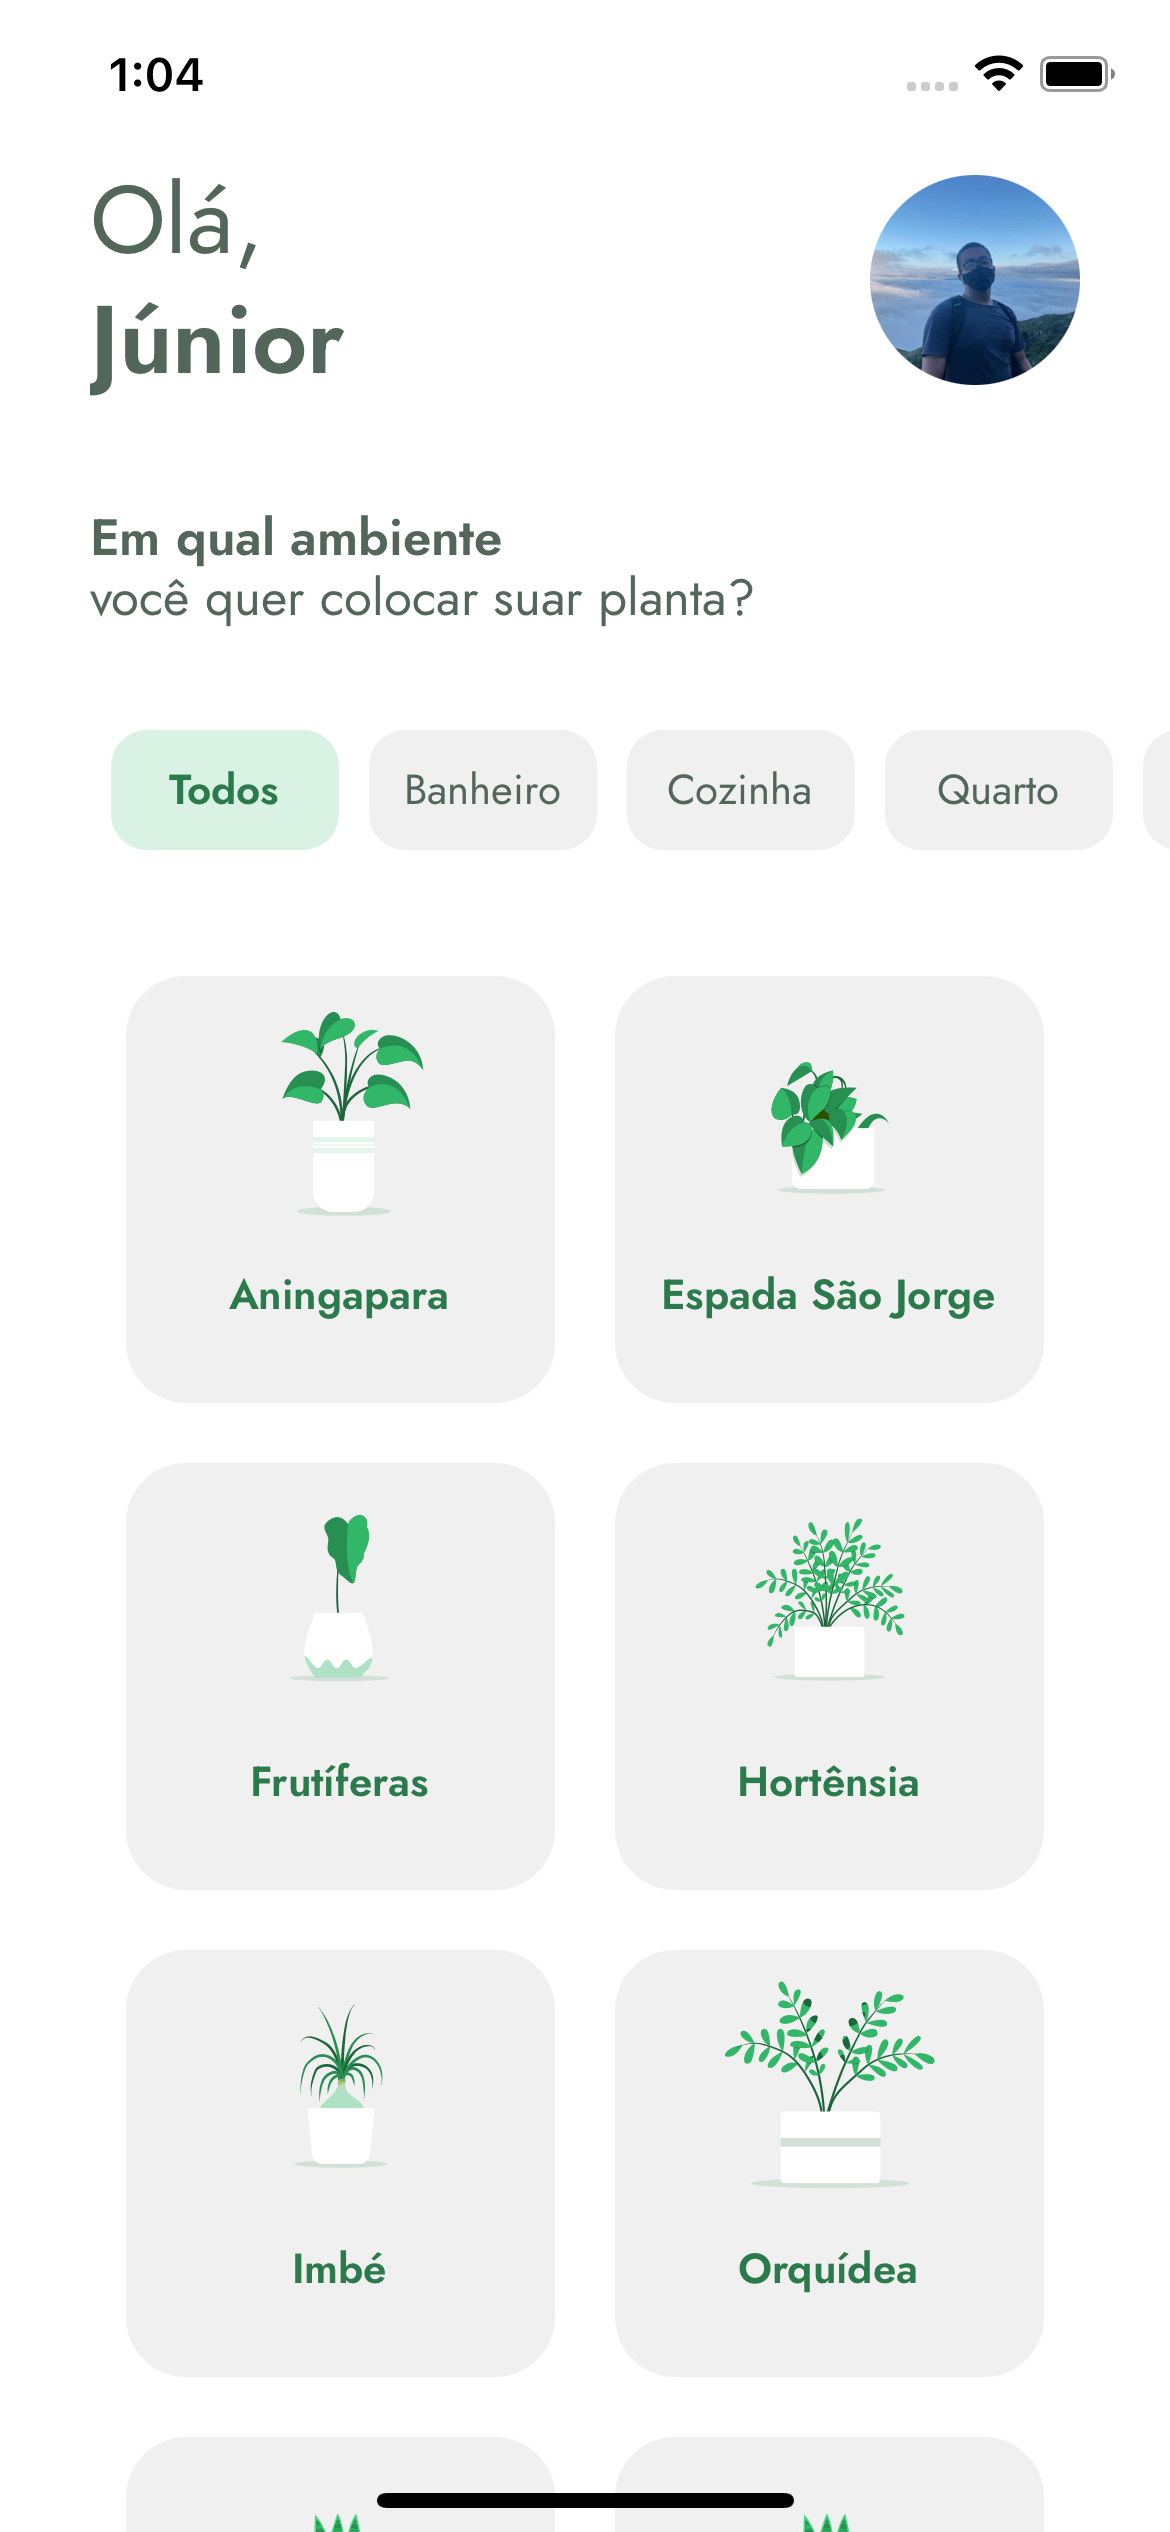 1:04
Olá,
Júnior
Em qual ambiente
você quer colocar suar planta?
Todos
Banheiro
Cozinha
Quarto
Aningapara
Espada São Jorge
Frutíferas
Hortênsia
Imbé
Orquídea